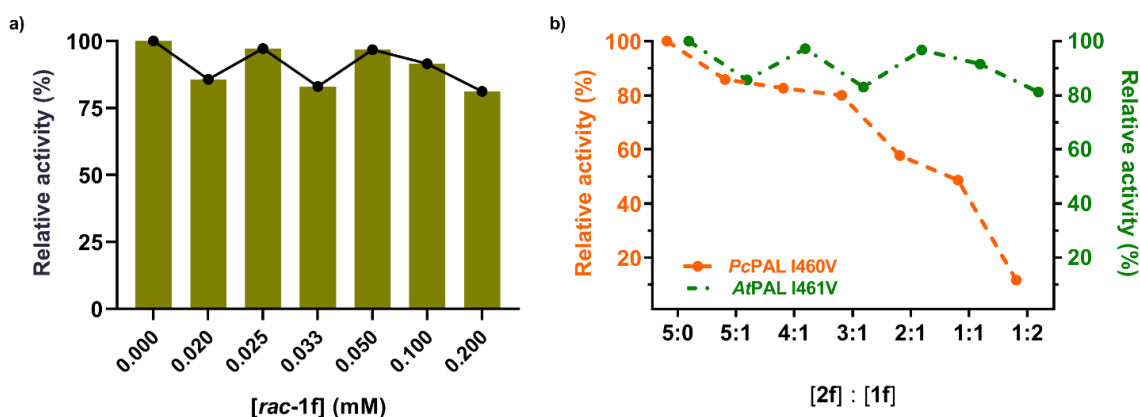 a)
Relative activity (%)
100
75
50
25
0
0.000 0.020 0.025 0.033 0.050 0.100 0.200
[rac-1f] (mM)
b)
Relative activity (%)
100
80
60
40
20
PcPAL I460V
AtPAL I461V
5:0 5:1 4:1 3:1 2:1 1:1 1:2
[2f] : [1f]
100
80
60
40
20
Relative activity
(%)